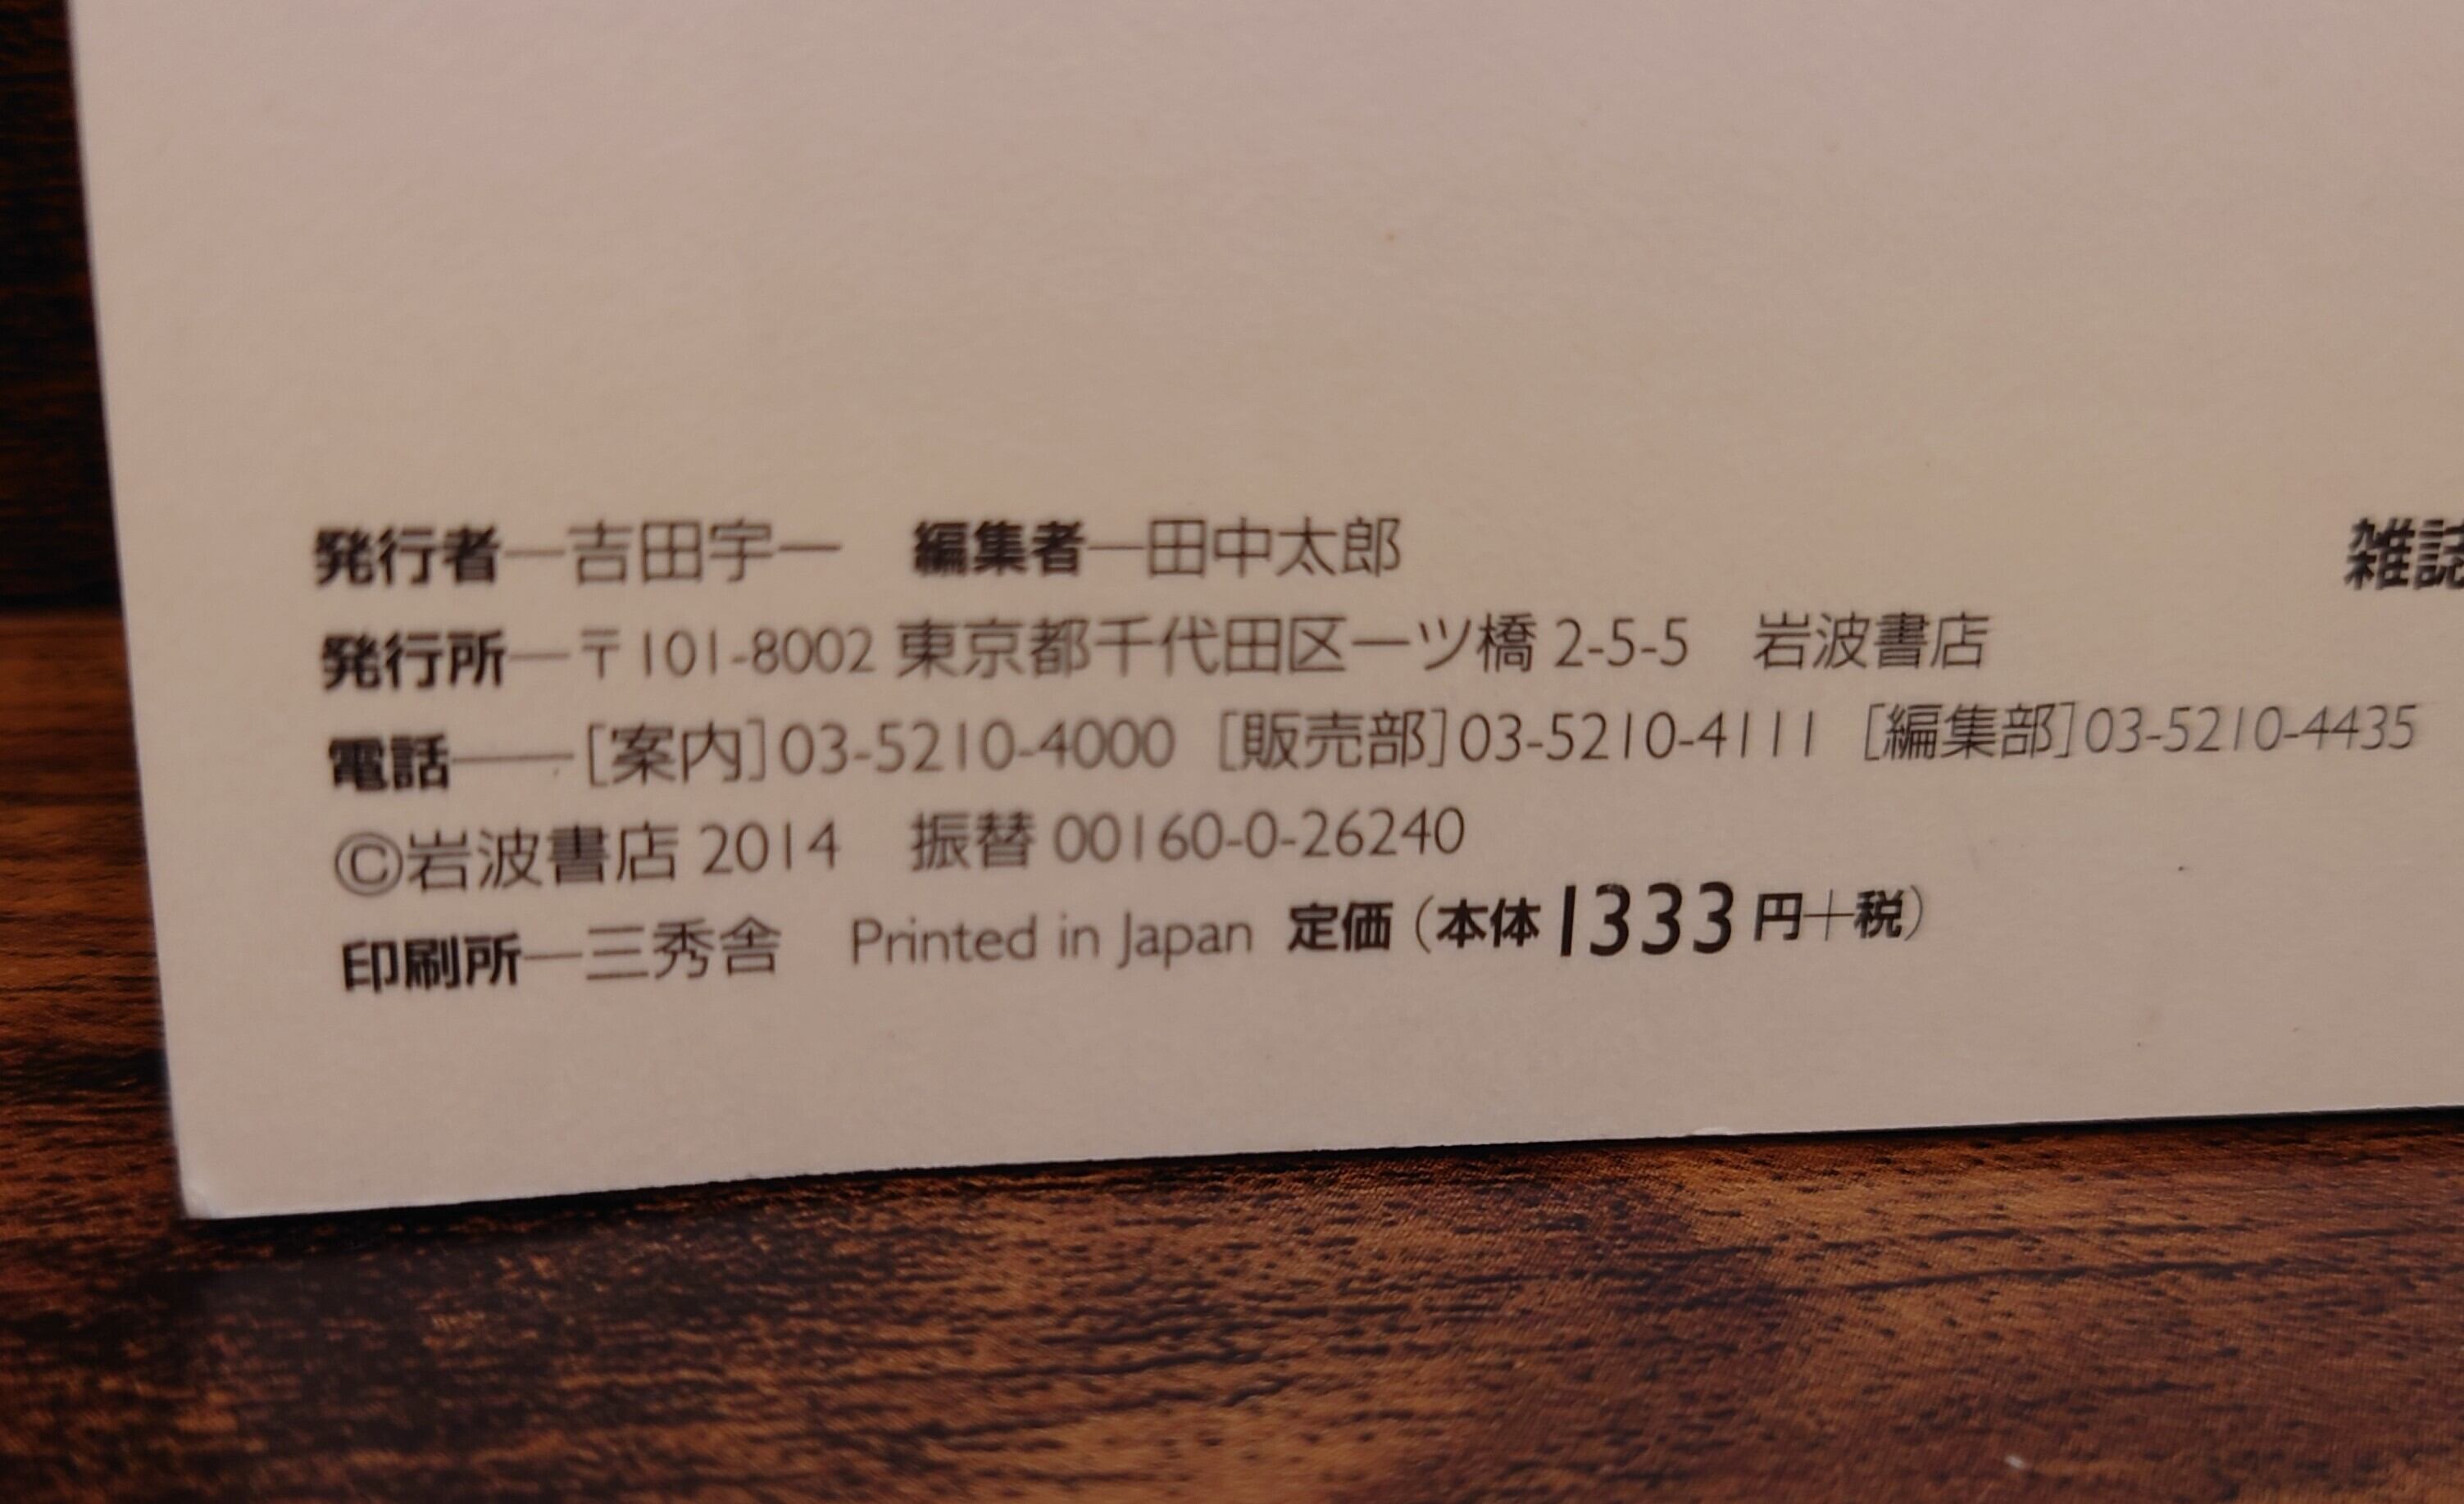 発行者―吉田宇一　編集者―田中太郎
雑誌
発行所―〒101-8002 東京都千代田区一ツ橋 2-5-5　岩波書店
電話――[案内]03-5210-4000 [販売部]03-5210-4111 [編集部]03-5210-4435
©岩波書店 2014　振替 00160-0-26240
印刷所―三秀舎　Printed in Japan 定価（本体 1333 円＋税）